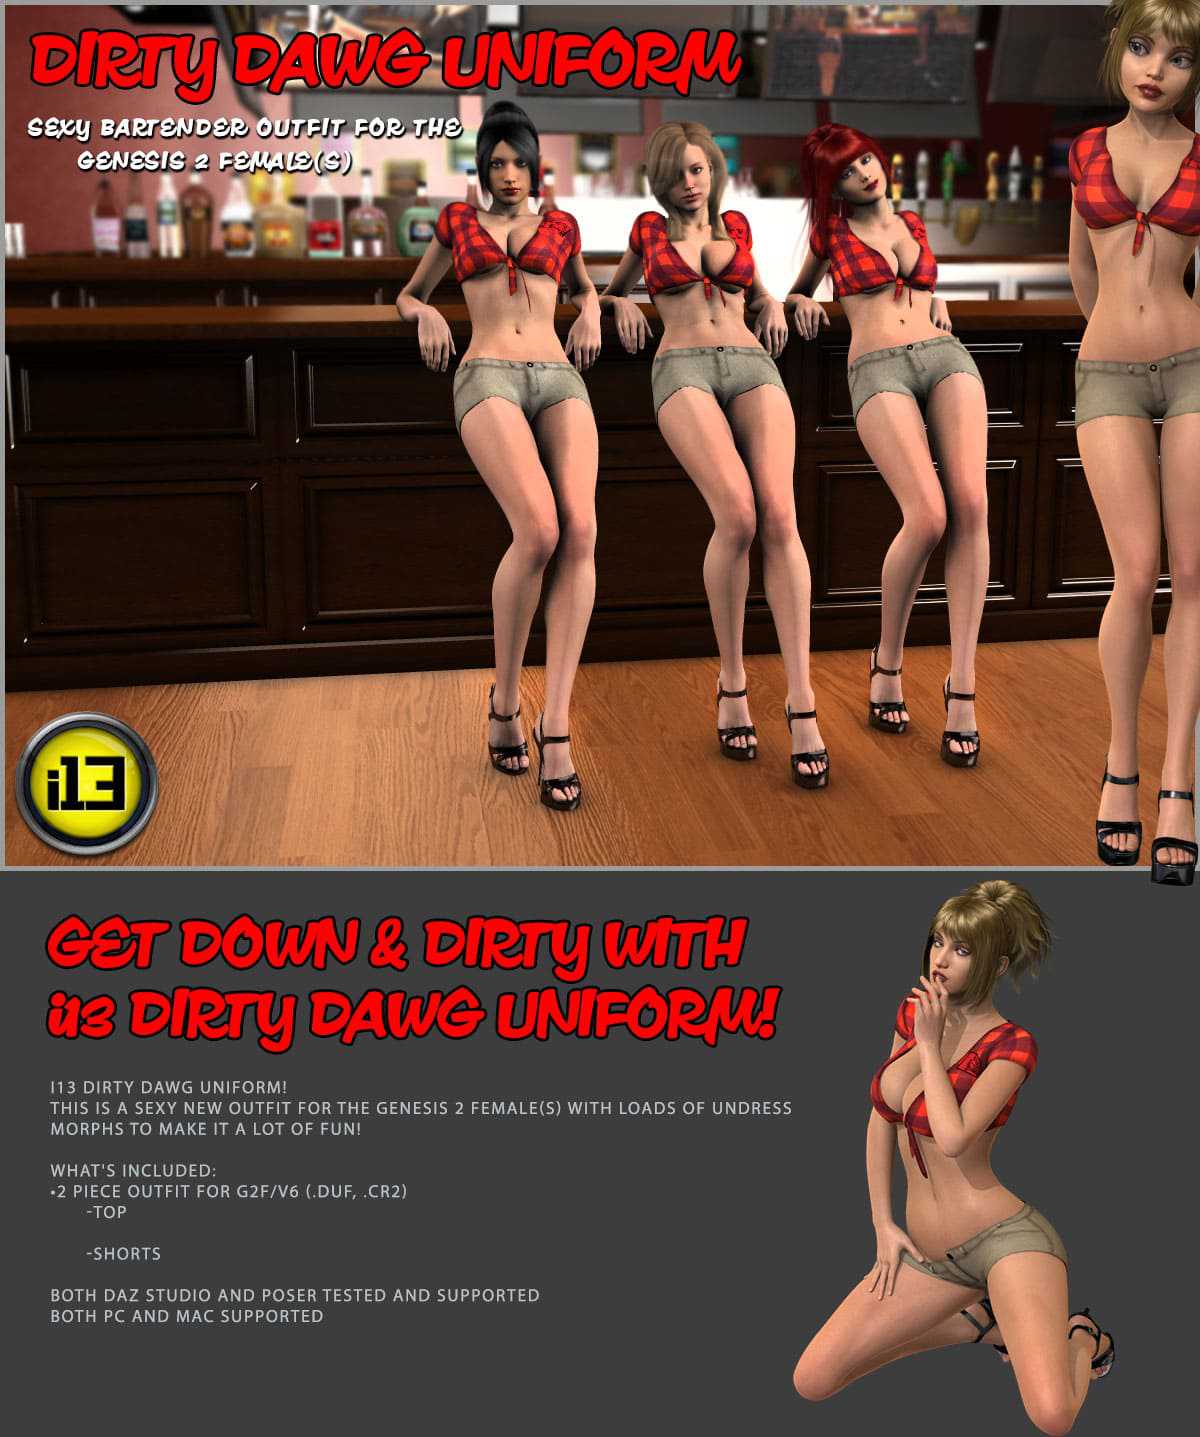 DIRTY DAWG UNIFORM
SEXY BARTENDER OUTFIT FOR THE
GENESIS 2 FEMALE(S)
i13
GET DOWN & DIRTY WITH
i13 DIRTY DAWG UNIFORM!
I13 DIRTY DAWG UNIFORM!
THIS IS A SEXY NEW OUTFIT FOR THE GENESIS 2 FEMALE(S) WITH LOADS OF UNDRESS
MORPHS TO MAKE IT A LOT OF FUN!
WHAT'S INCLUDED:
•2 PIECE OUTFIT FOR G2F/V6 (.DUF, .CR2)
-TOP
-SHORTS
BOTH DAZ STUDIO AND POSER TESTED AND SUPPORTED
BOTH PC AND MAC SUPPORTED